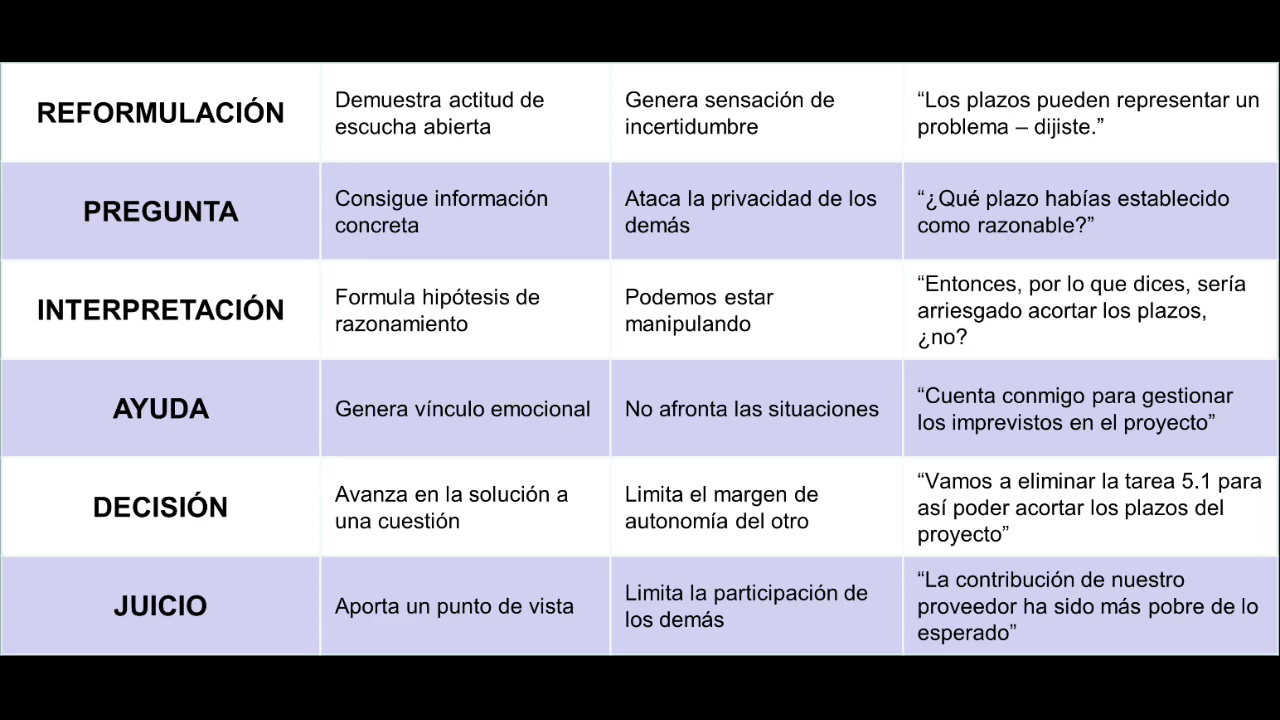 REFORMULACIÓN
Demuestra actitud de
escucha abierta
Genera sensación de
incertidumbre
“Los plazos pueden representar un
problema – dijiste.”
PREGUNTA
Consigue información
concreta
Ataca la privacidad de los
demás
“¿Qué plazo habías establecido
como razonable?”
INTERPRETACIÓN
Formula hipótesis de
razonamiento
Podemos estar
manipulando
“Entonces, por lo que dices, sería
arriesgado acortar los plazos,
¿no?
AYUDA
Genera vínculo emocional
No afronta las situaciones
“Cuenta conmigo para gestionar
los imprevistos en el proyecto”
DECISIÓN
Avanza en la solución a
una cuestión
Limita el margen de
autonomía del otro
“Vamos a eliminar la tarea 5.1 para
así poder acortar los plazos del
proyecto”
JUICIO
Aporta un punto de vista
Limita la participación de
los demás
“La contribución de nuestro
proveedor ha sido más pobre de lo
esperado”